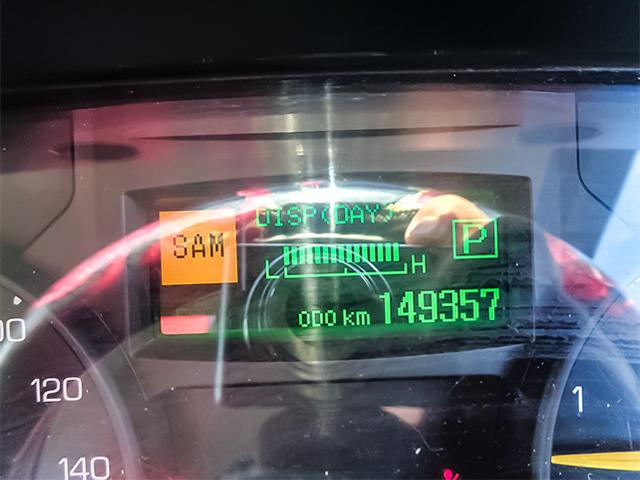 DISP(DAY)
SAM
P
L H
ODO km 149357
120
1
140